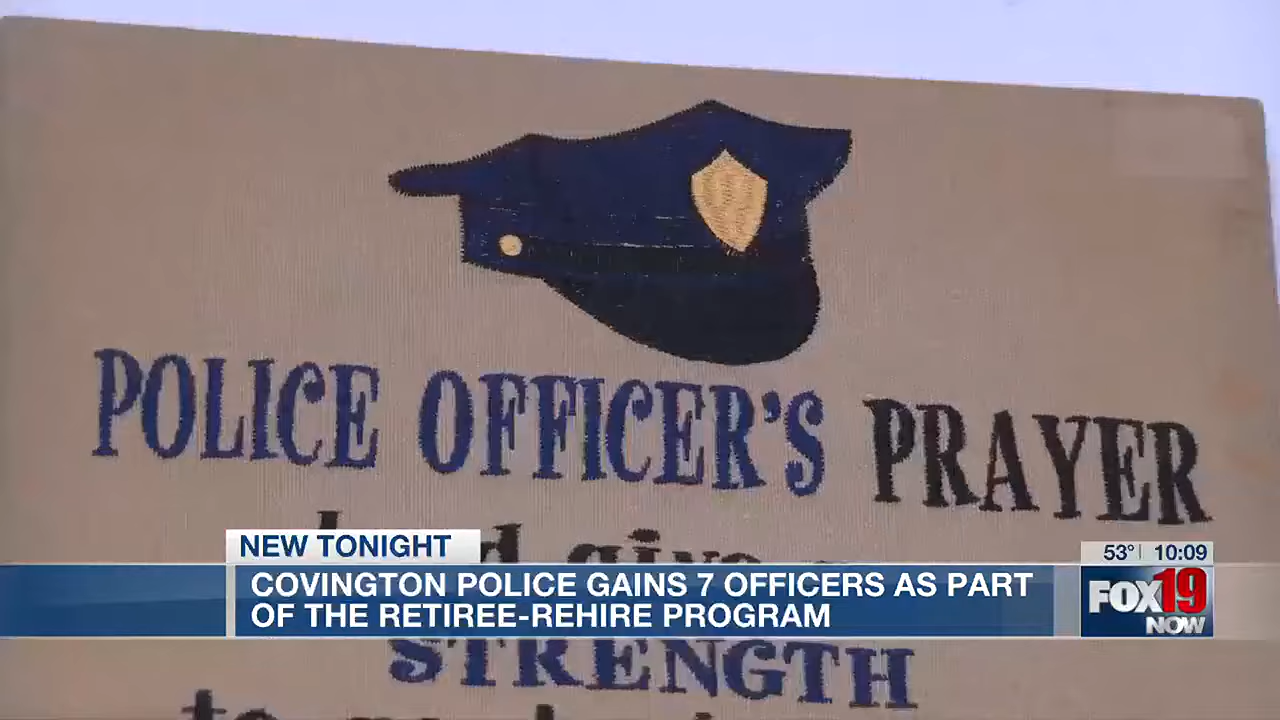 POLICE OFFICER'S PRAYER
NEW TONIGHT
53° 10:09
COVINGTON POLICE GAINS 7 OFFICERS AS PART
OF THE RETIREE-REHIRE PROGRAM
FOX19
NOW
STRENGTH
to